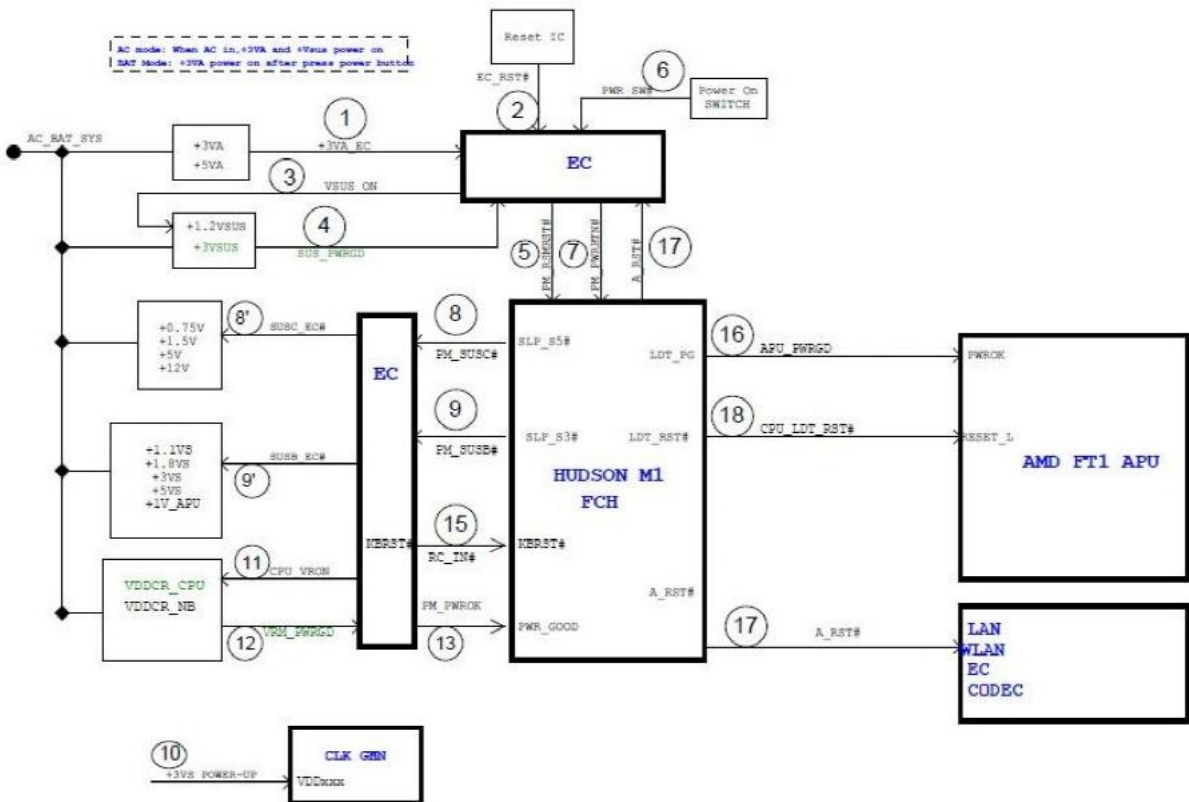 AC mode: When AC in,+3VA and +Vsus power on
BAT Mode: +3VA power on after press power button
Reset IC
EC_RST#
2
6
PWR_SW#
Power On
SWITCH
AC_BAT_SYS
+3VA
+5VA
1
+3VA_EC
EC
3
VSUS_ON
+1.2VSUS
+3VSUS
4
SUS_PWRGD
5
PM_RSMRST#
7
PM_PWRBTN#
A_RST#
17
+0.75V
+1.5V
+5V
+12V
8'
SUSC_EC#
EC
8
PM_SUSC#
SLP_S5#
LDT_PG
16
APU_PWRGD
PWROK
9
PM_SUSB#
SLP_S3#
LDT_RST#
18
CPU_LDT_RST#
RESET_L
AMD FT1 APU
+1.1VS
+1.8VS
+3VS
+5VS
+1V_APU
SUSB_EC#
9'
HUDSON M1
FCH
KBRST#
15
RC_IN#
KBRST#
VDDCR_CPU
VDDCR_NB
11
CPU_VRON
12
VRM_PWRGD
PM_PWROK
13
PWR_GOOD
A_RST#
17
A_RST#
LAN
WLAN
EC
CODEC
10
+3VS POWER-UP
CLK GEN
VDDxxx